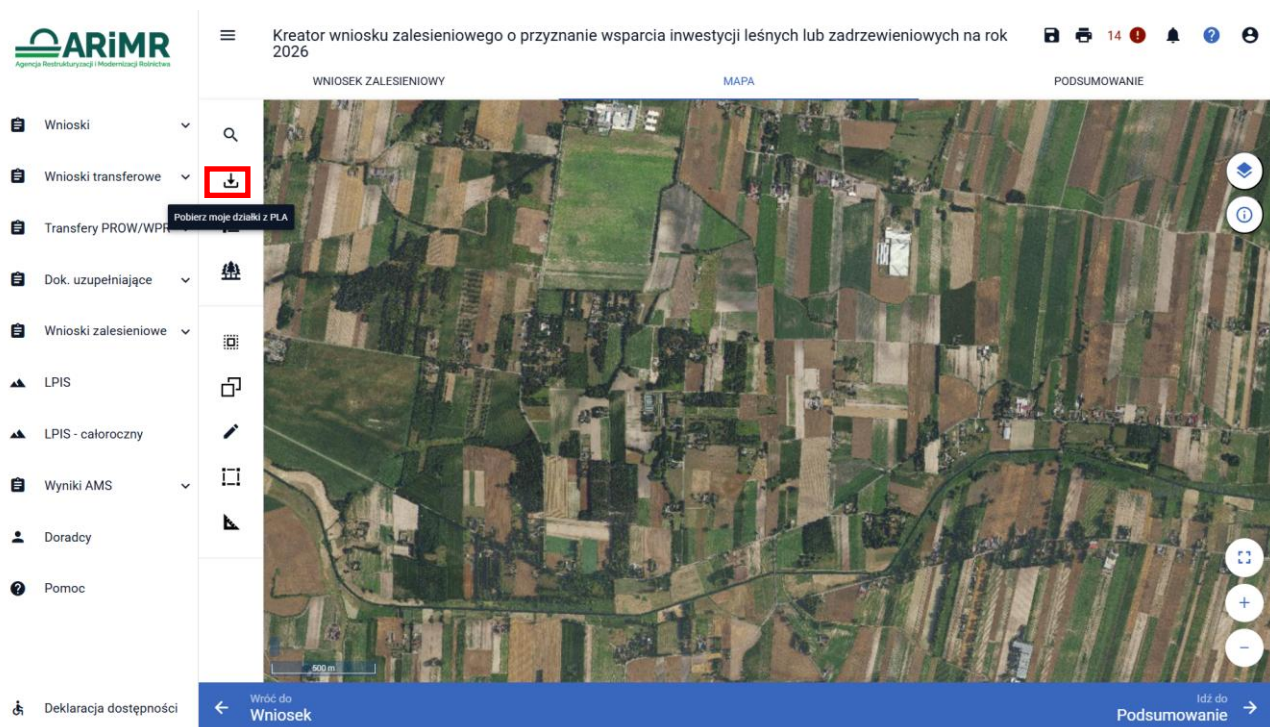 ARiMR
Agencja Restrukturyzacji i Modernizacji Rolnictwa
Kreator wniosku zalesieniowego o przyznanie wsparcia inwestycji leśnych lub zadrzewieniowych na rok
2026
14
WNIOSEK ZALESIENIOWY
MAPA
PODSUMOWANIE
Wnioski
Wnioski transferowe
Pobierz moje działki z PLA
Transfery PROW/WPR
Dok. uzupełniające
Wnioski zalesieniowe
LPIS
LPIS - całoroczny
Wyniki AMS
Doradcy
Pomoc
Deklaracja dostępności
500 m
Wróć do
Wniosek
Idź do
Podsumowanie